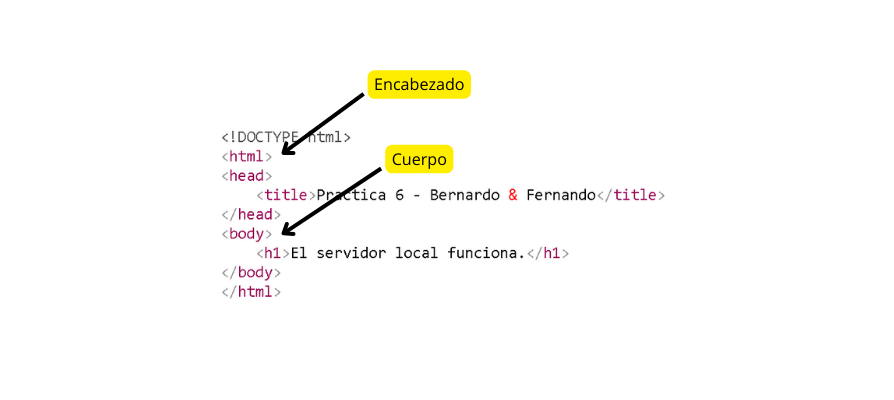 Encabezado
<!DOCTYPE html>
Cuerpo
<html>
<head>
<title>Practica 6 - Bernardo & Fernando</title>
</head>
<body>
<h1>El servidor local funciona.</h1>
</body>
</html>